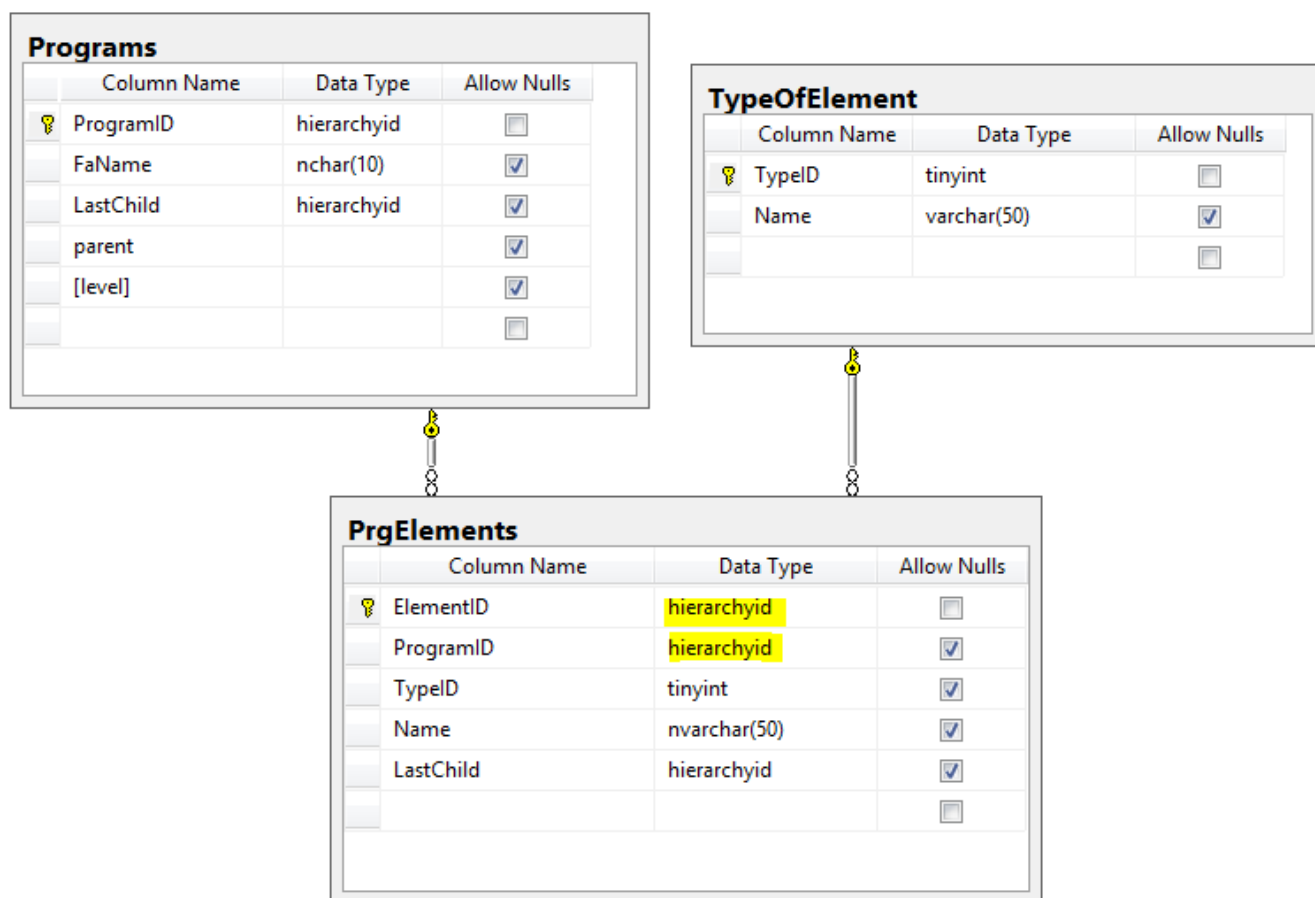 Programs
Column Name Data Type Allow Nulls
ProgramID hierarchyid
FaName nchar(10)
LastChild hierarchyid
parent
[level]
TypeOfElement
Column Name Data Type Allow Nulls
TypeID tinyint
Name varchar(50)
PrgElements
Column Name Data Type Allow Nulls
ElementID hierarchyid
ProgramID hierarchyid
TypeID tinyint
Name nvarchar(50)
LastChild hierarchyid